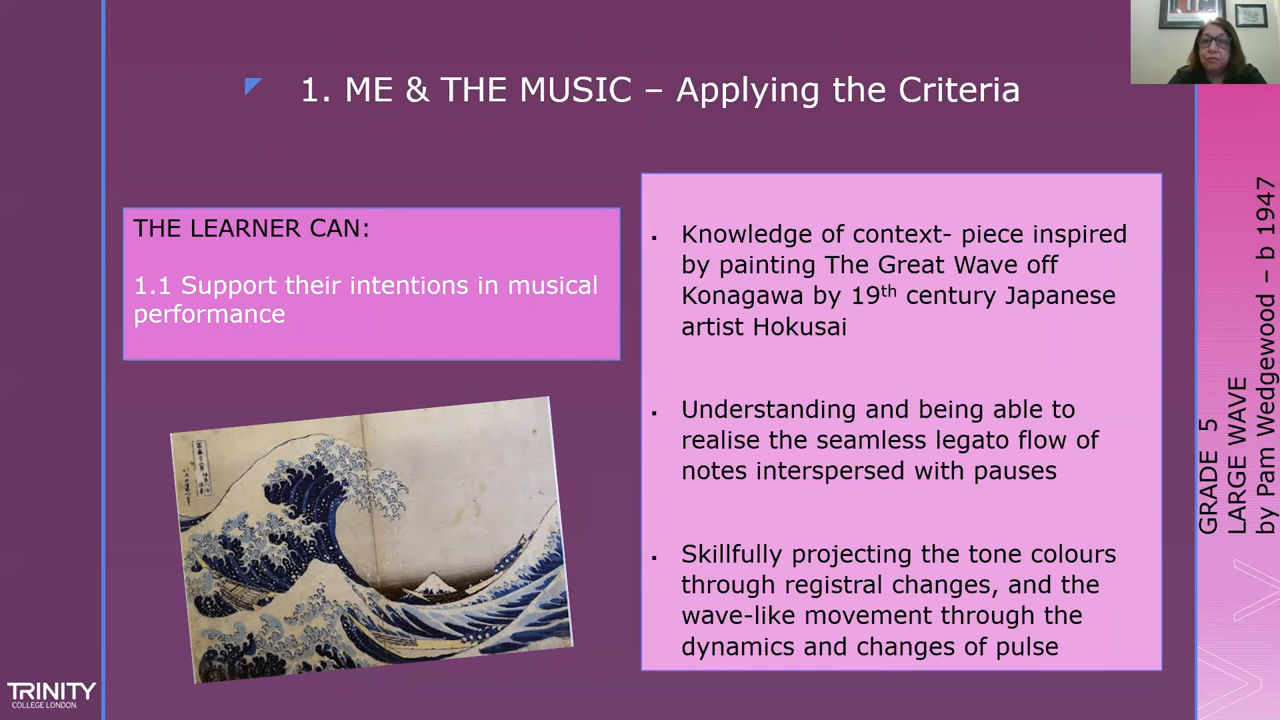 1. ME & THE MUSIC – Applying the Criteria
THE LEARNER CAN:
1.1 Support their intentions in musical
performance
▪ Knowledge of context- piece inspired
by painting The Great Wave off
Konagawa by 19th century Japanese
artist Hokusai
▪ Understanding and being able to
realise the seamless legato flow of
notes interspersed with pauses
▪ Skillfully projecting the tone colours
through registral changes, and the
wave-like movement through the
dynamics and changes of pulse
GRADE 5
LARGE WAVE
by Pam Wedgewood – b 1947
TRINITY
COLLEGE LONDON